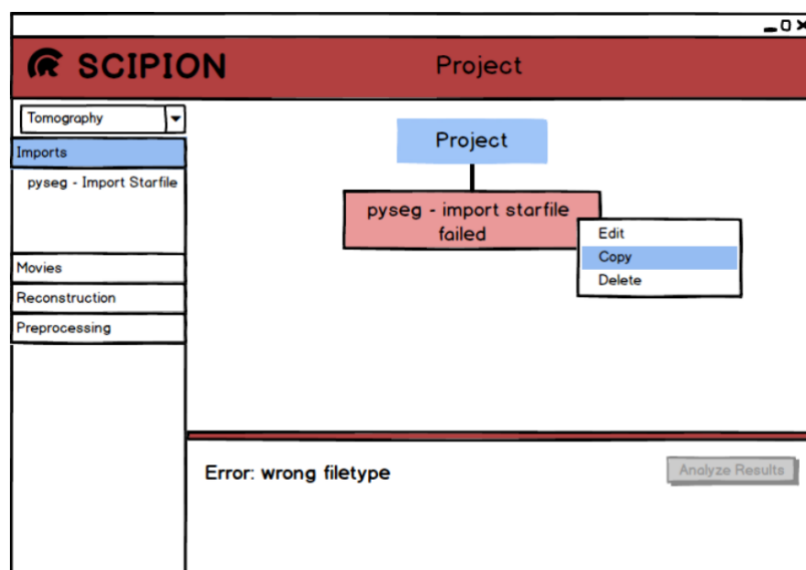 SCIPION
Project
Tomography
Imports
pyseg - Import Starfile
Movies
Reconstruction
Preprocessing
Project
pyseg - import starfile
failed
Edit
Copy
Delete
Error: wrong filetype
Analyze Results